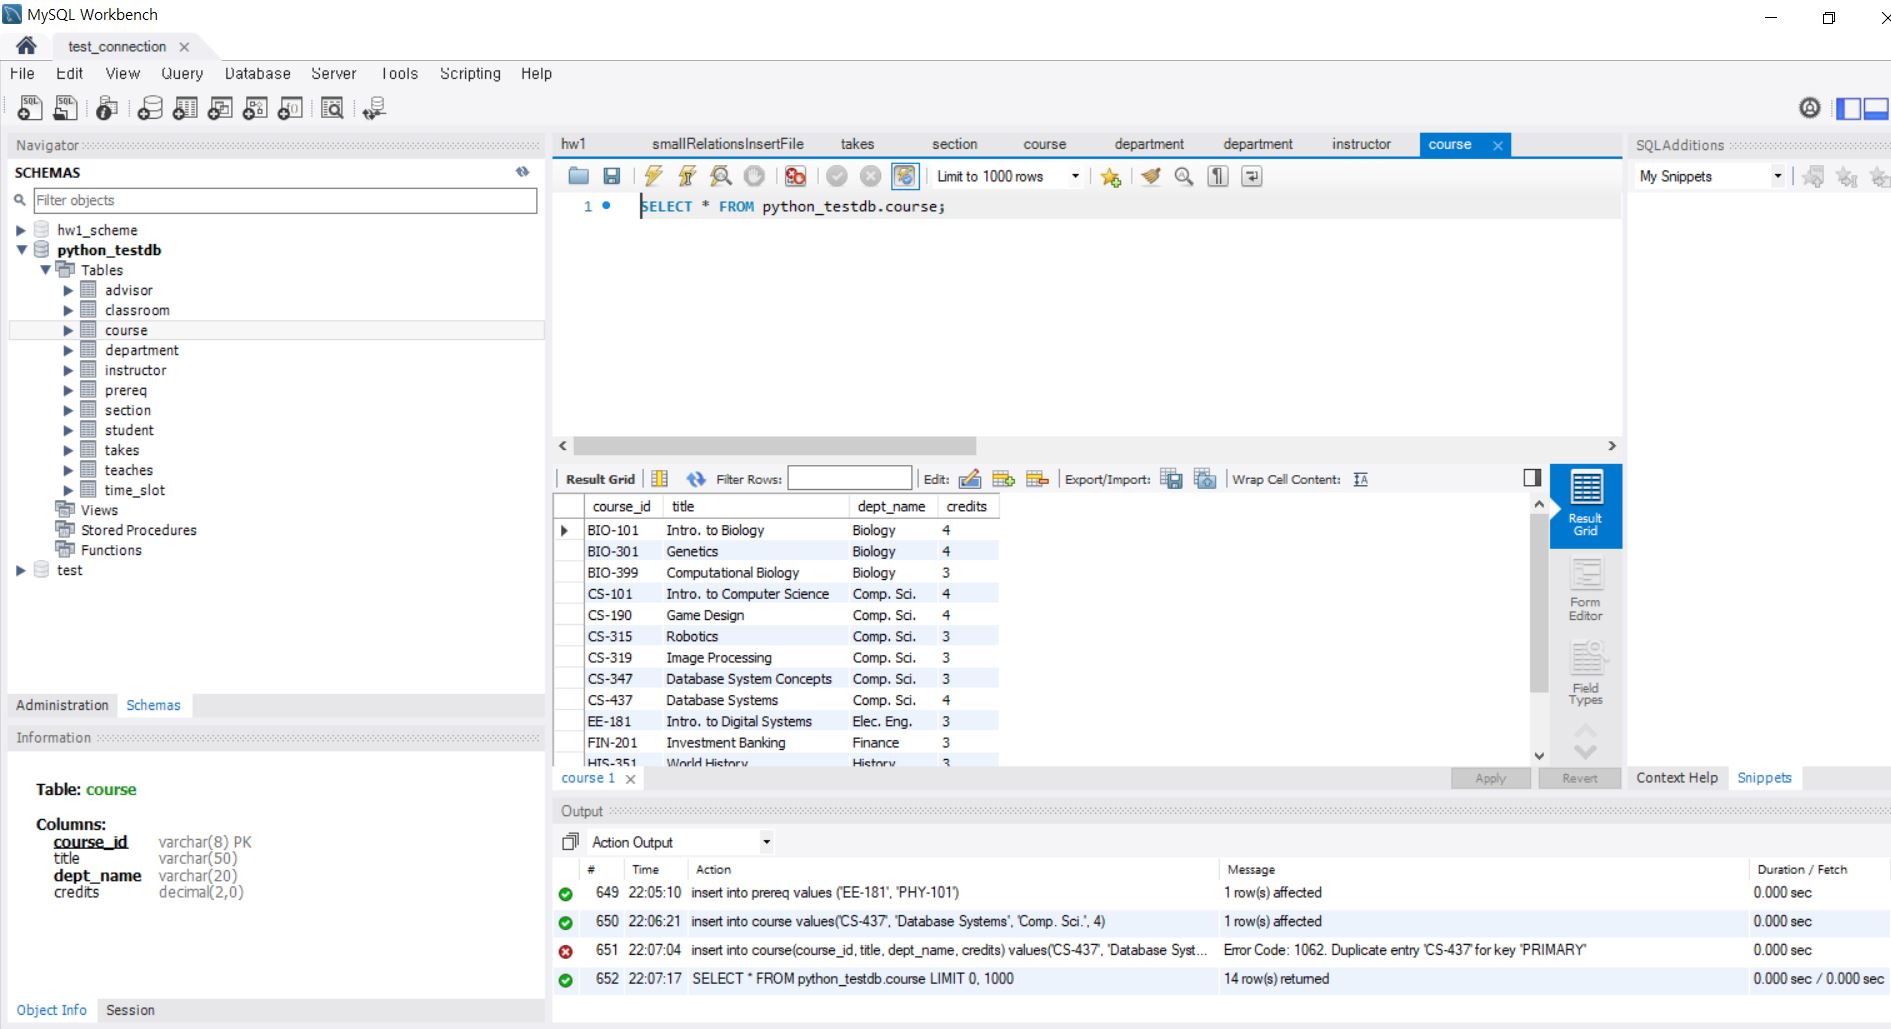 MySQL Workbench
test_connection
File Edit View Query Database Server Tools Scripting Help
Navigator
SCHEMAS
Filter objects
hw1_scheme
python_testdb
Tables
advisor
classroom
course
department
instructor
prereq
section
student
takes
teaches
time_slot
Views
Stored Procedures
Functions
test
Administration Schemas
Information
Table: course
Columns:
course_id varchar(8) PK
title varchar(50)
dept_name varchar(20)
credits decimal(2,0)
Object Info Session
hw1 smallRelationsInsertFile takes section course department department instructor course
Limit to 1000 rows
1 SELECT * FROM python_testdb.course;
Result Grid Filter Rows: Edit: Export/Import: Wrap Cell Content:
course_id title dept_name credits
BIO-101 Intro. to Biology Biology 4
BIO-301 Genetics Biology 4
BIO-399 Computational Biology Biology 3
CS-101 Intro. to Computer Science Comp. Sci. 4
CS-190 Game Design Comp. Sci. 4
CS-315 Robotics Comp. Sci. 3
CS-319 Image Processing Comp. Sci. 3
CS-347 Database System Concepts Comp. Sci. 3
CS-437 Database Systems Comp. Sci. 4
EE-181 Intro. to Digital Systems Elec. Eng. 3
FIN-201 Investment Banking Finance 3
HIS-351 World History History 3
Result
Grid
Form
Editor
Field
Types
course 1 Apply Revert
SQLAdditions
My Snippets
Context Help Snippets
Output
Action Output
# Time Action Message Duration / Fetch
649 22:05:10 insert into prereq values ('EE-181', 'PHY-101') 1 row(s) affected 0.000 sec
650 22:06:21 insert into course values('CS-437', 'Database Systems', 'Comp. Sci.', 4) 1 row(s) affected 0.000 sec
651 22:07:04 insert into course(course_id, title, dept_name, credits) values('CS-437', 'Database Syst... Error Code: 1062. Duplicate entry 'CS-437' for key 'PRIMARY' 0.000 sec
652 22:07:17 SELECT * FROM python_testdb.course LIMIT 0, 1000 14 row(s) returned 0.000 sec / 0.000 sec